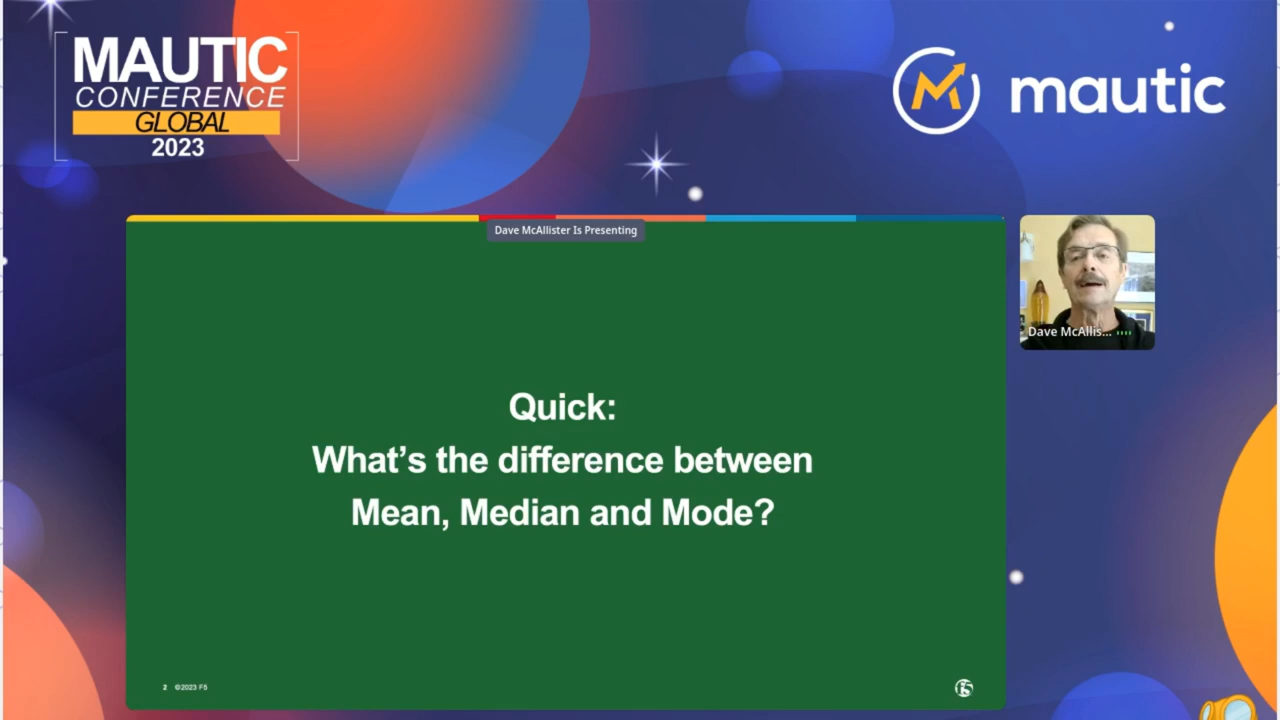 MAUTIC
CONFERENCE
GLOBAL
2023
mautic
Dave McAllister Is Presenting
Dave McAllis...
Quick:
What's the difference between
Mean, Median and Mode?
2 ©2023 F5
f5